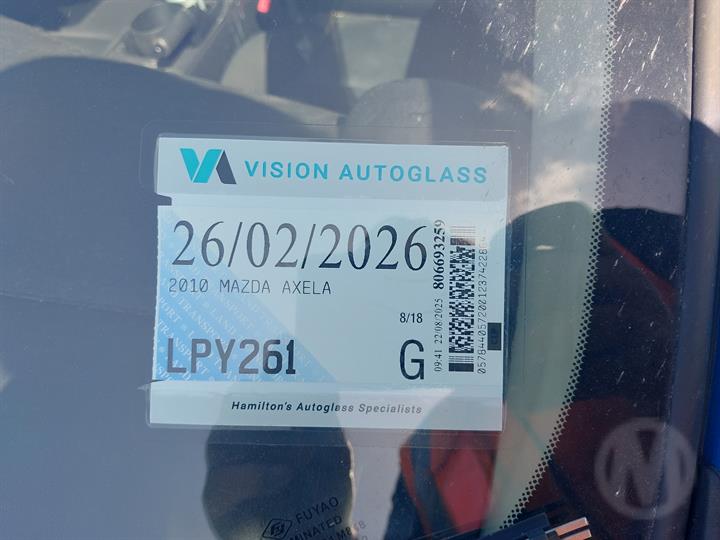 VISION AUTOGLASS
26/02/2026
2010 MAZDA AXELA
8/18
LPY261
G
09:41 22/08/2025
806693259
Hamilton's Autoglass Specialists
FUYAO
M